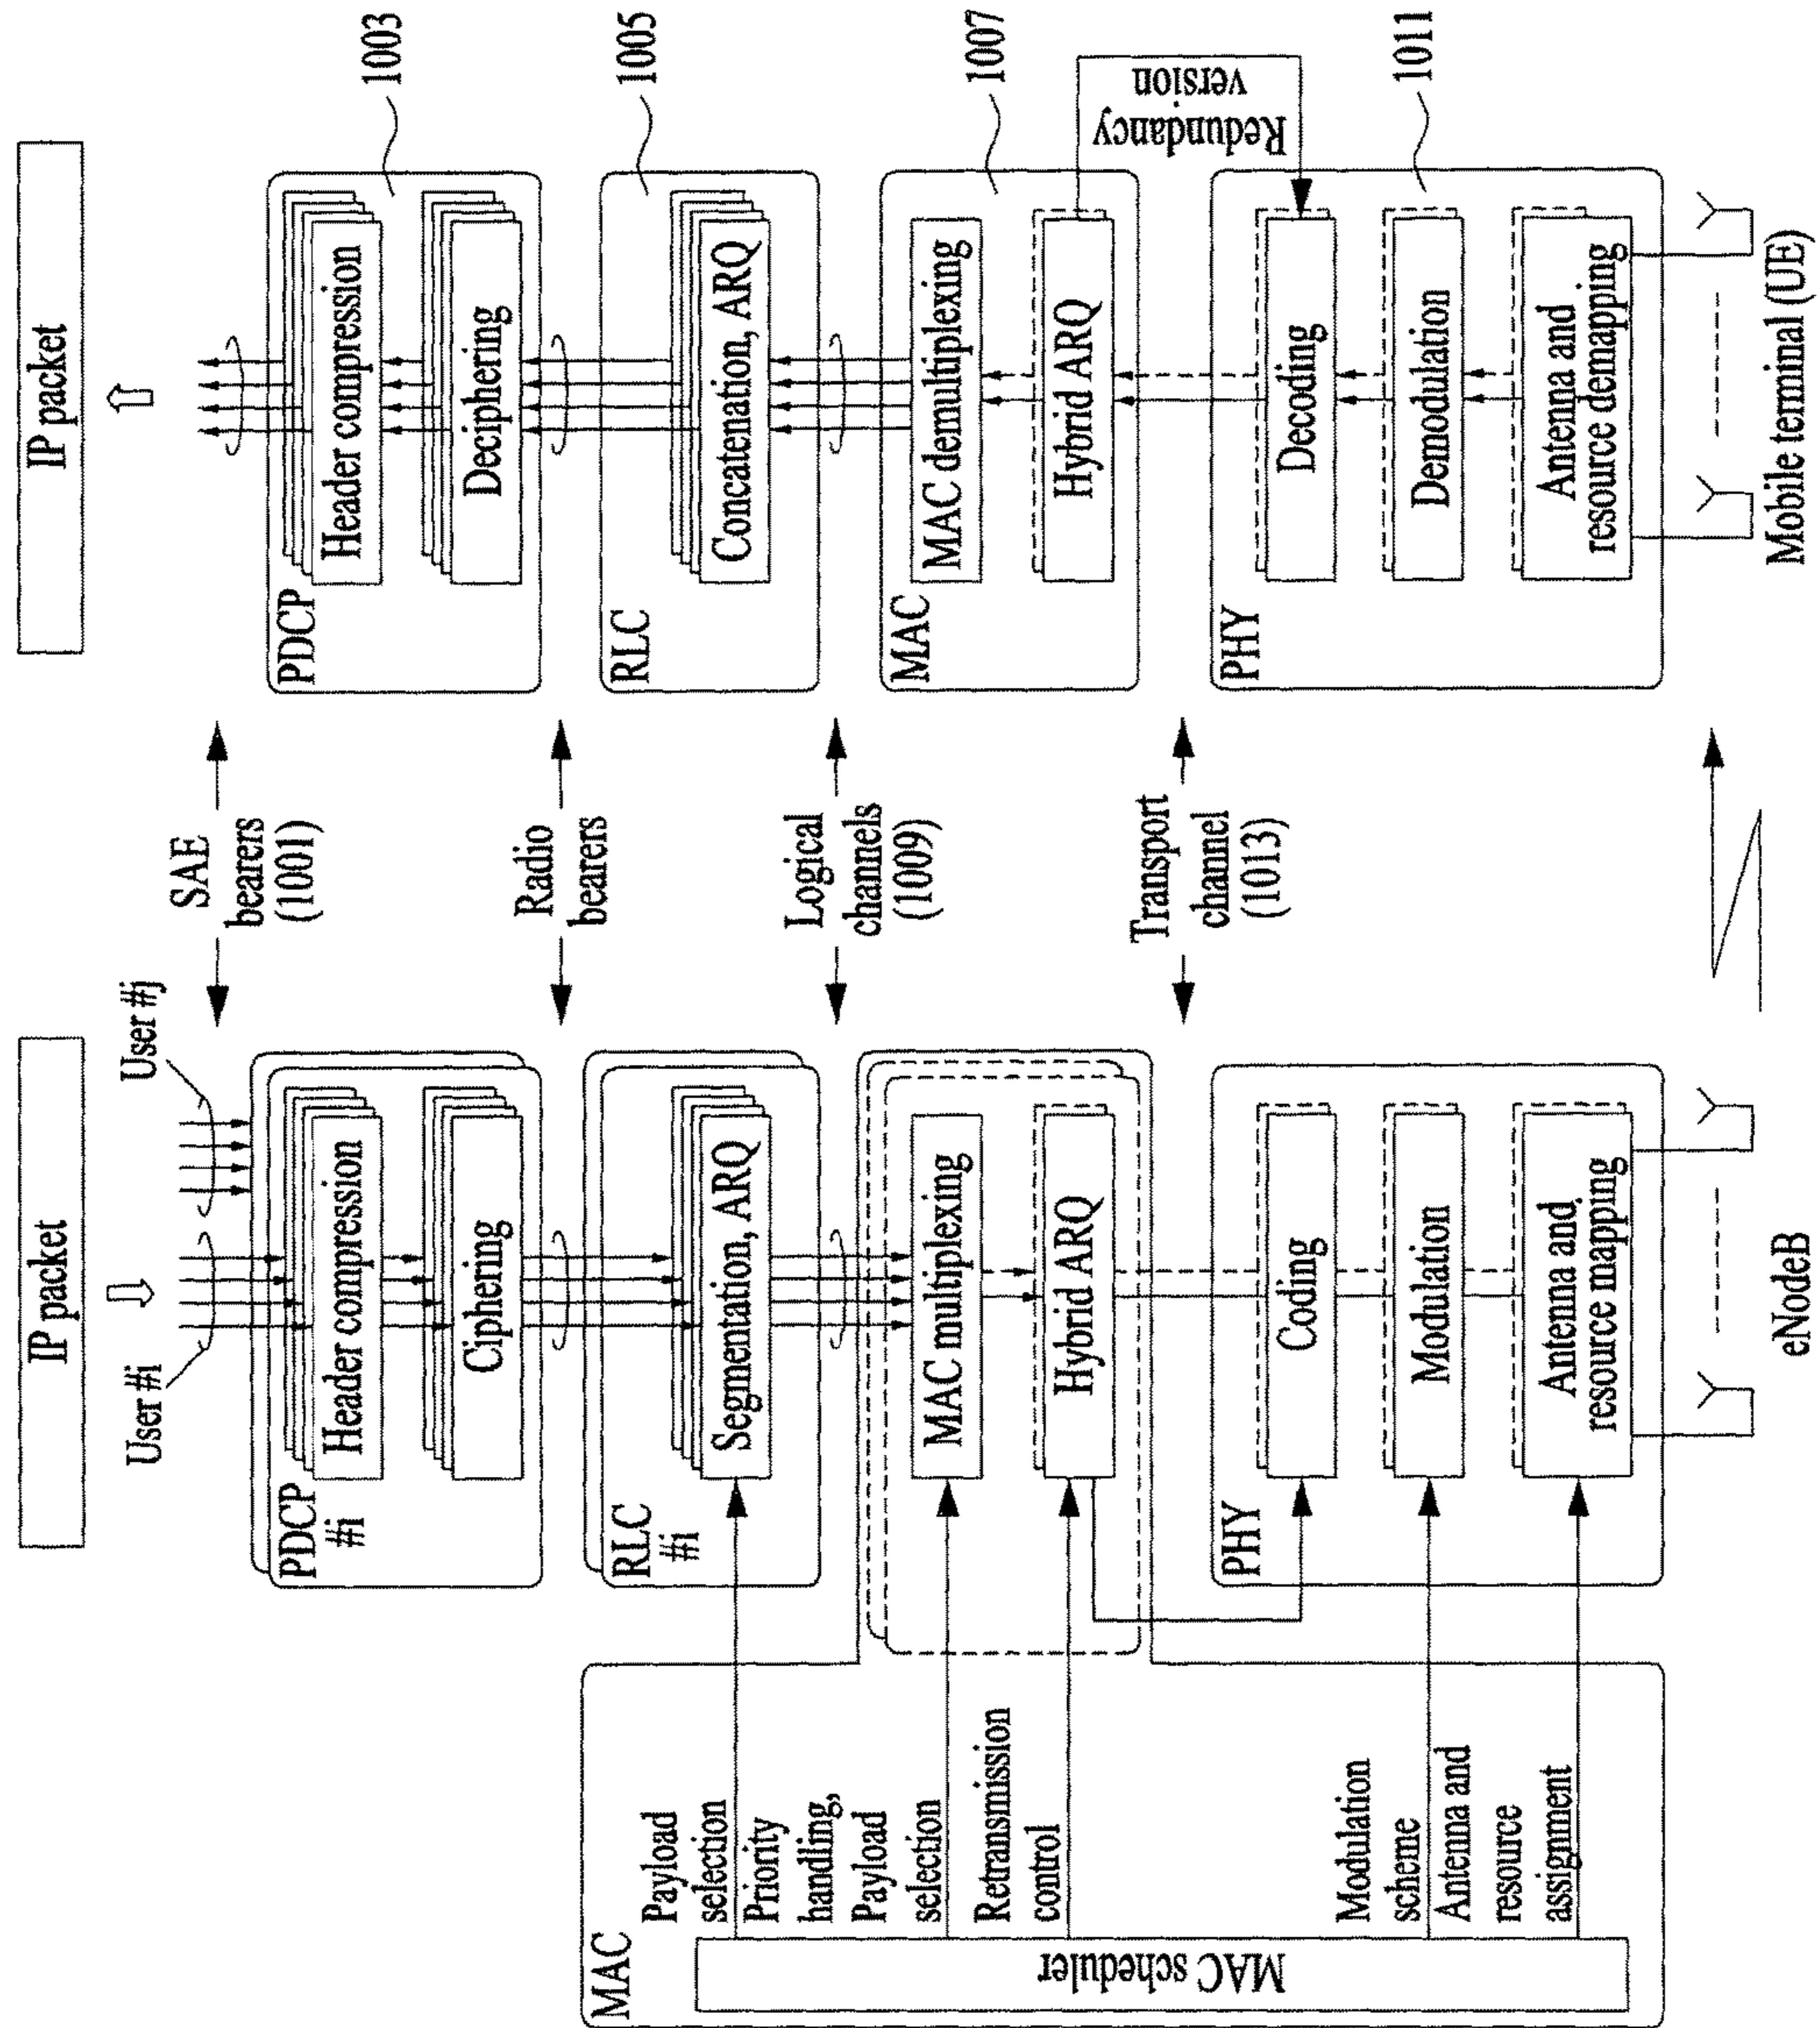 IP packet
User #i
User #j
PDCP
#i
Header compression
Ciphering
RLC
#i
Segmentation, ARQ
MAC
MAC scheduler
Payload
selection
Priority
handling,
Payload
selection
Retransmission
control
Modulation
scheme
Antenna and
resource
assignment
MAC multiplexing
Hybrid ARQ
PHY
Coding
Modulation
Antenna and
resource mapping
eNodeB
SAE
bearers
(1001)
Radio
bearers
Logical
channels
(1009)
Transport
channel
(1013)
IP packet
PDCP
Header compression
Deciphering
1003
RLC
Concatenation, ARQ
1005
MAC
MAC demultiplexing
Hybrid ARQ
1007
Redundancy
version
PHY
Decoding
Demodulation
Antenna and
resource demapping
1011
Mobile terminal (UE)